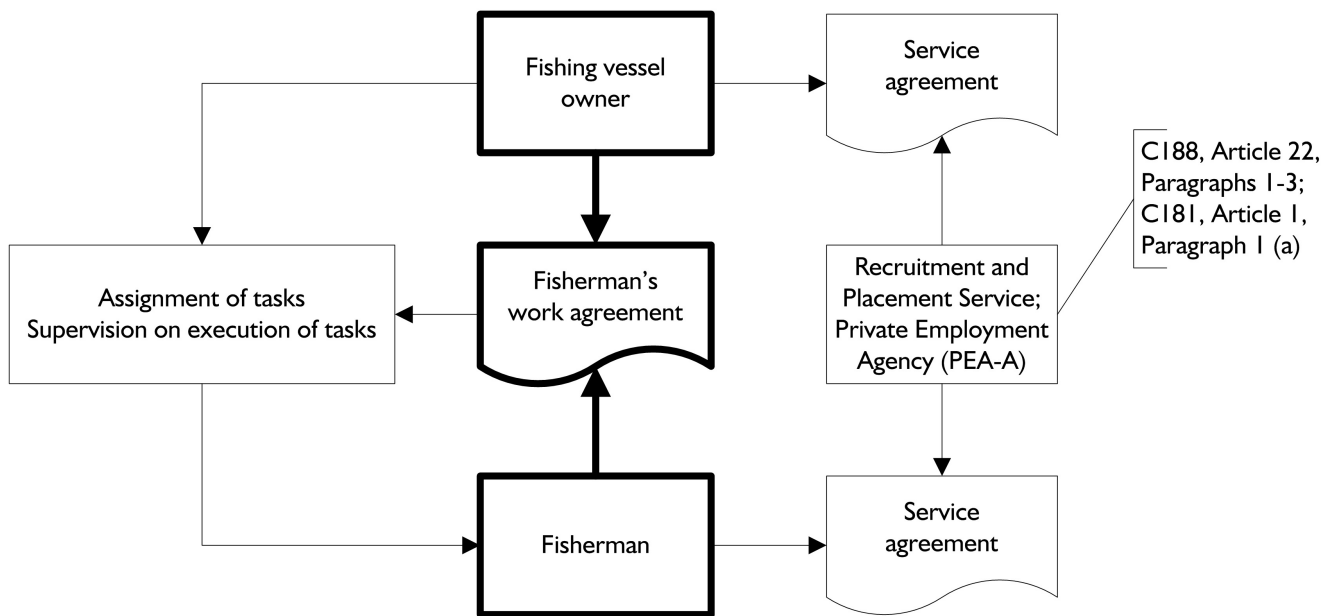 Fishing vessel
owner
Service
agreement
C188, Article 22,
Paragraphs 1-3;
C181, Article 1,
Paragraph 1 (a)
Assignment of tasks
Supervision on execution of tasks
Fisherman’s
work agreement
Recruitment and
Placement Service;
Private Employment
Agency (PEA-A)
Fisherman
Service
agreement